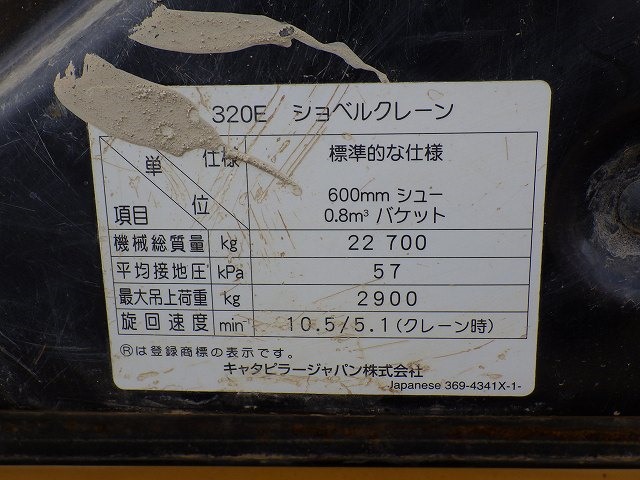 320E ショベルクレーン
単位 仕様 項目 標準的な仕様
600mm シュー
0.8m³ バケット
機械総質量 kg 22 700
平均接地圧 kPa 57
最大吊上荷重 kg 2900
旋回速度 min 10.5/5.1(クレーン時)
Ⓡは登録商標の表示です。
キャタピラージャパン株式会社
Japanese 369-4341X-1-